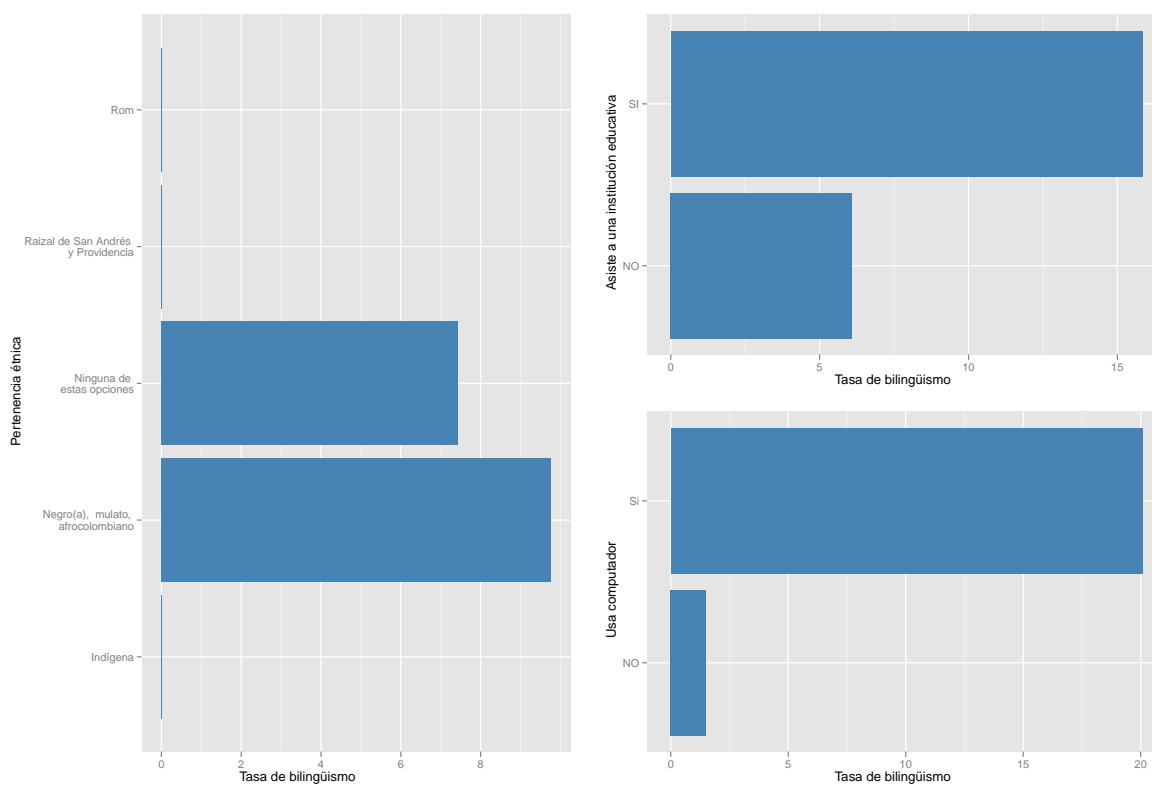 Pertenencia étnica
Rom
Raizal de San Andrés
y Providencia
Ninguna de
estas opciones
Negro(a), mulato,
afrocolombiano
Indígena
0 2 4 6 8
Tasa de bilingüismo
Asiste a una institución educativa
SI
NO
0 5 10 15
Tasa de bilingüismo
Usa computador
Si
NO
0 5 10 15 20
Tasa de bilingüismo